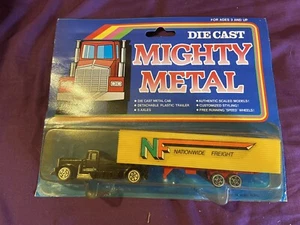 FOR AGES 3 AND UP
DIE CAST
MIGHTY
METAL
• DIE CAST METAL CAB
• DETACHABLE PLASTIC TRAILER
• 5 AXLES
• AUTHENTIC SCALED MODELS!
• CUSTOMIZED STYLING!
• FREE RUNNING "SPEED" WHEELS!
NF NATIONWIDE FREIGHT